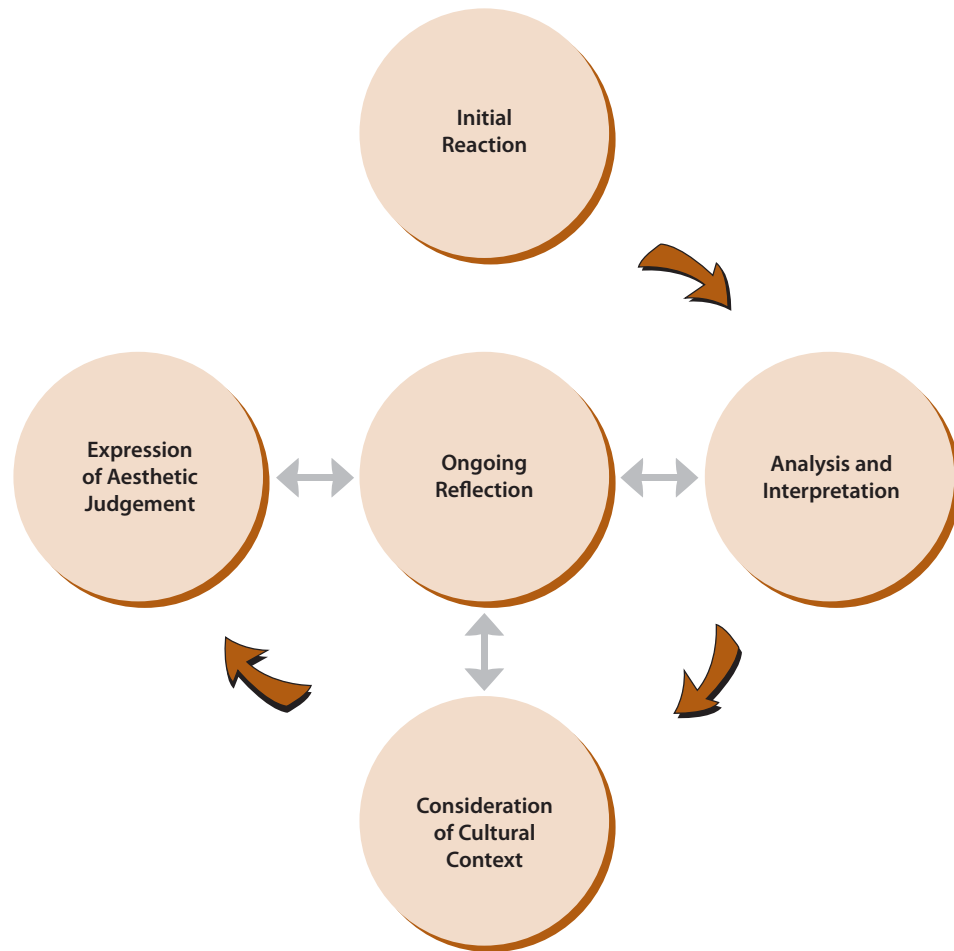 Initial
Reaction
Expression
of Aesthetic
Judgement
Ongoing
Reflection
Analysis and
Interpretation
Consideration
of Cultural
Context